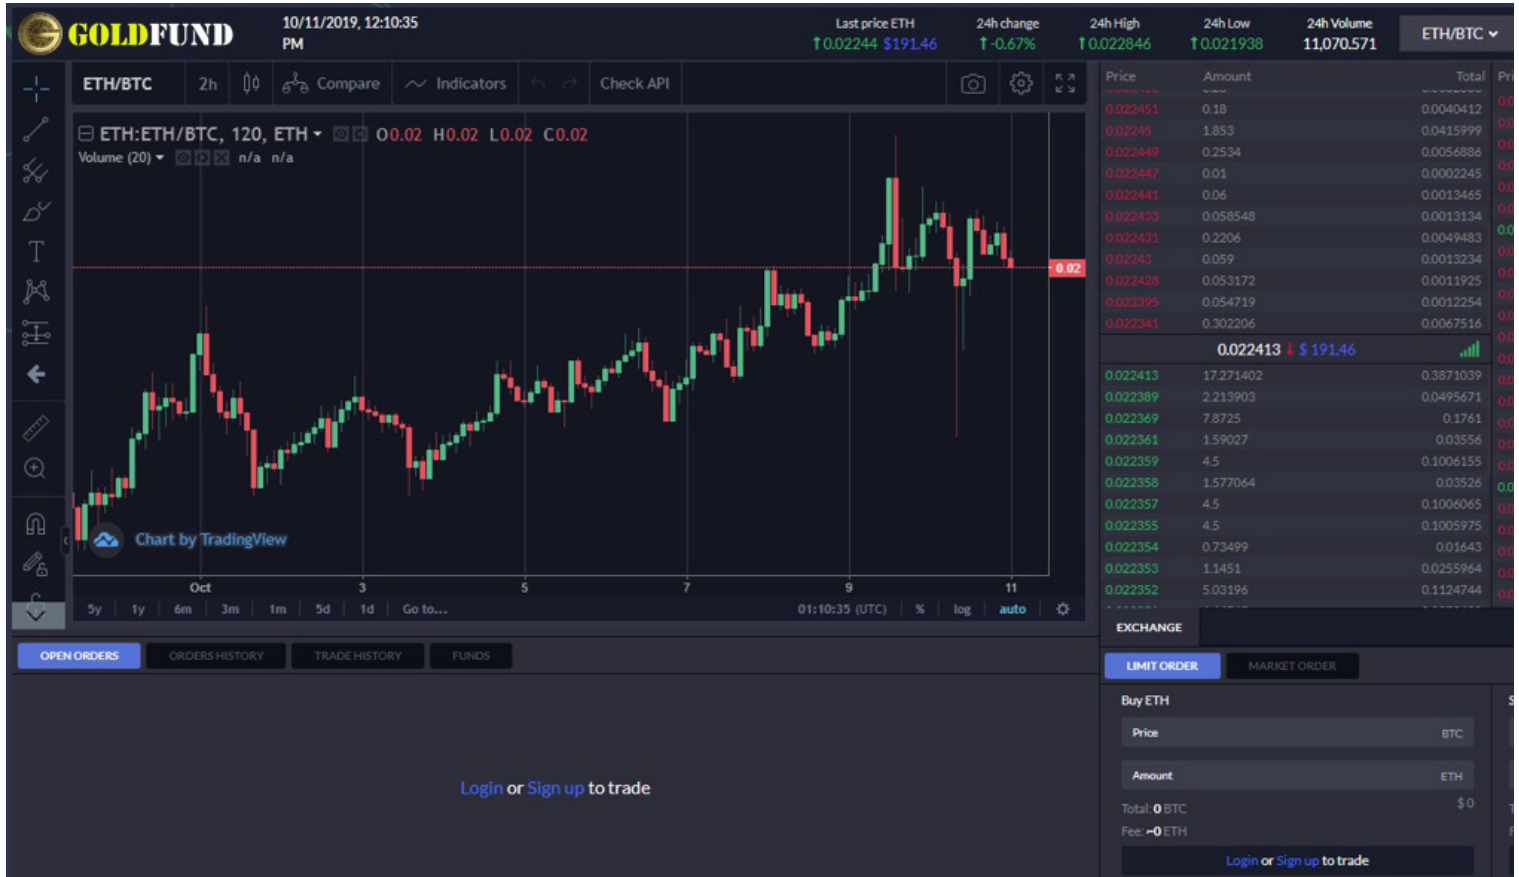 GOLDFUND
10/11/2019, 12:10:35
PM
Last price ETH
↑0.02244 $191.46
24h change
↑-0.67%
24h High
↑0.022846
24h Low
↑0.021938
24h Volume
11,070.571
ETH/BTC
ETH/BTC 2h Compare Indicators Check API
ETH:ETH/BTC, 120, ETH O0.02 H0.02 L0.02 C0.02
Volume (20) n/a n/a
0.02
Chart by TradingView
Oct 3 5 7 9 11
5y 1y 6m 3m 1m 5d 1d Go to... 01:10:35 (UTC) % log auto
Price Amount Total
0.022451 0.18 0.0040412
0.02245 1.853 0.0415999
0.022449 0.2534 0.0056886
0.022447 0.01 0.0002245
0.022441 0.06 0.0013465
0.022433 0.058548 0.0013134
0.022431 0.2206 0.0049483
0.02243 0.059 0.0013234
0.022428 0.053172 0.0011925
0.022395 0.054719 0.0012254
0.022341 0.302206 0.0067516
0.022413 ↓ $ 191.46
0.022413 17.271402 0.3871039
0.022389 2.213903 0.0495671
0.022369 7.8725 0.1761
0.022361 1.59027 0.03556
0.022359 4.5 0.1006155
0.022358 1.577064 0.03526
0.022357 4.5 0.1006065
0.022355 4.5 0.1005975
0.022354 0.73499 0.01643
0.022353 1.1451 0.0255964
0.022352 5.03196 0.1124744
OPEN ORDERS ORDERS HISTORY TRADE HISTORY FUNDS
Login or Sign up to trade
EXCHANGE
LIMIT ORDER MARKET ORDER
Buy ETH
Price BTC
Amount ETH
Total: 0 BTC $ 0
Fee: ~0 ETH
Login or Sign up to trade